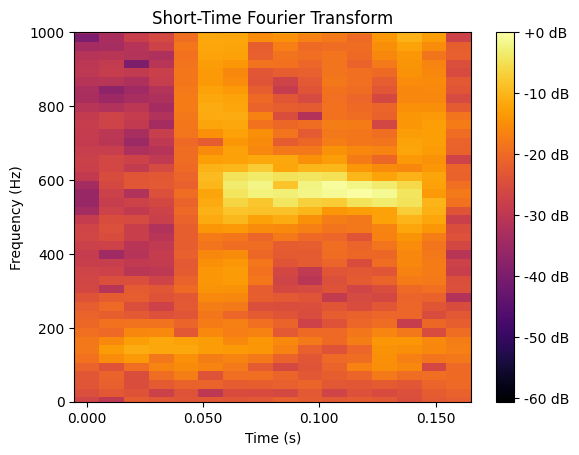 Short-Time Fourier Transform
1000
800
600
400
200
0
Frequency (Hz)
0.000
0.050
0.100
0.150
Time (s)
+0 dB
-10 dB
-20 dB
-30 dB
-40 dB
-50 dB
-60 dB